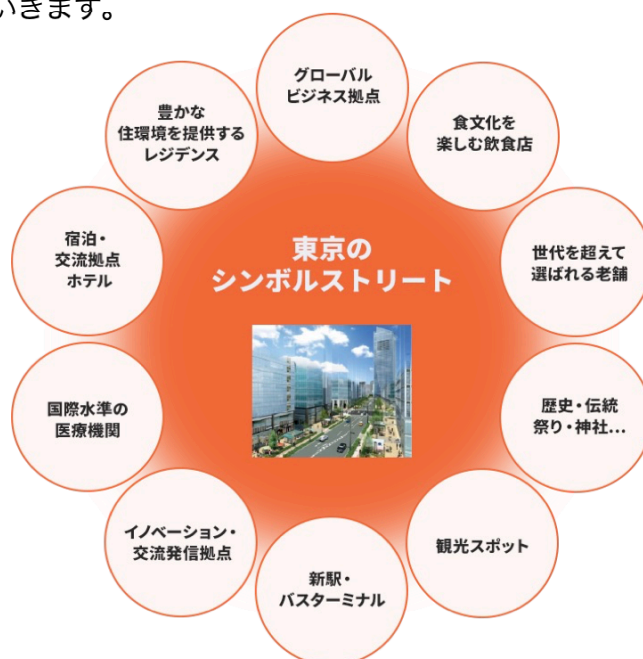 いきます。
グローバル
ビジネス拠点
食文化を
楽しむ飲食店
世代を超えて
選ばれる老舗
歴史・伝統
祭り・神社...
観光スポット
新駅・
バスターミナル
イノベーション・
交流発信拠点
国際水準の
医療機関
宿泊・
交流拠点
ホテル
豊かな
住環境を提供する
レジデンス
東京の
シンボルストリート